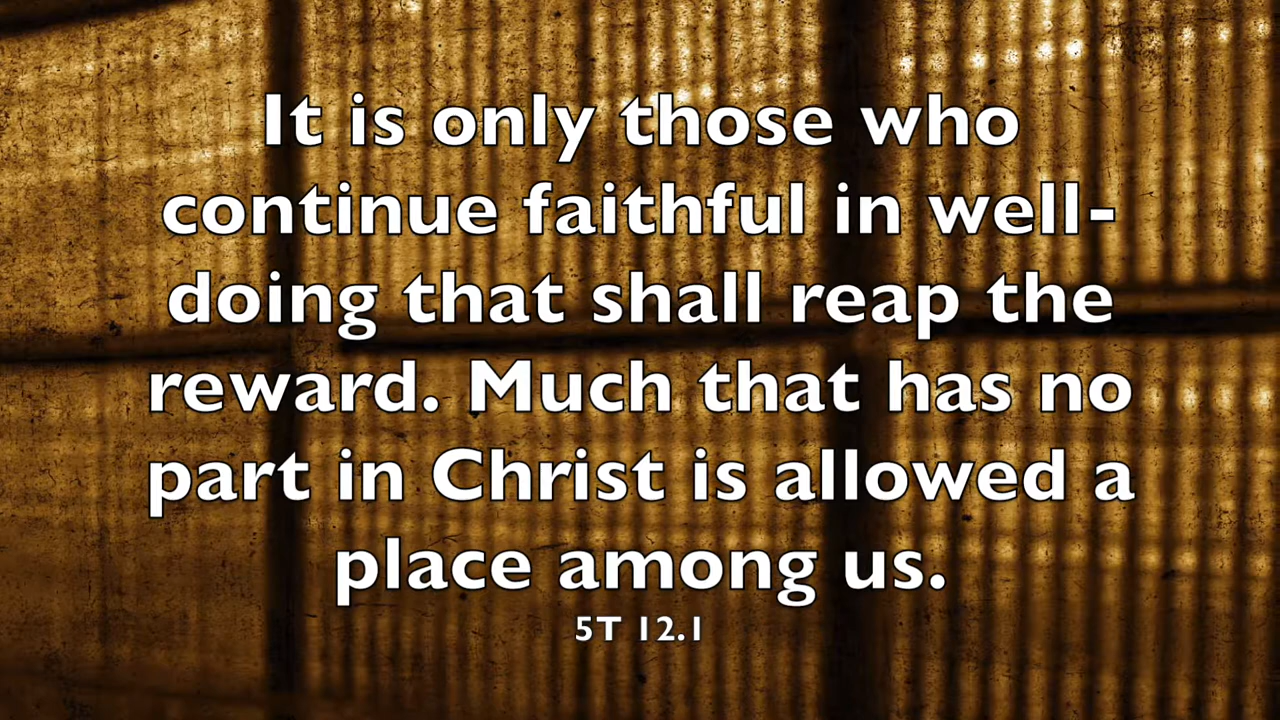 It is only those who
continue faithful in well-
doing that shall reap the
reward. Much that has no
part in Christ is allowed a
place among us.
5T 12.1